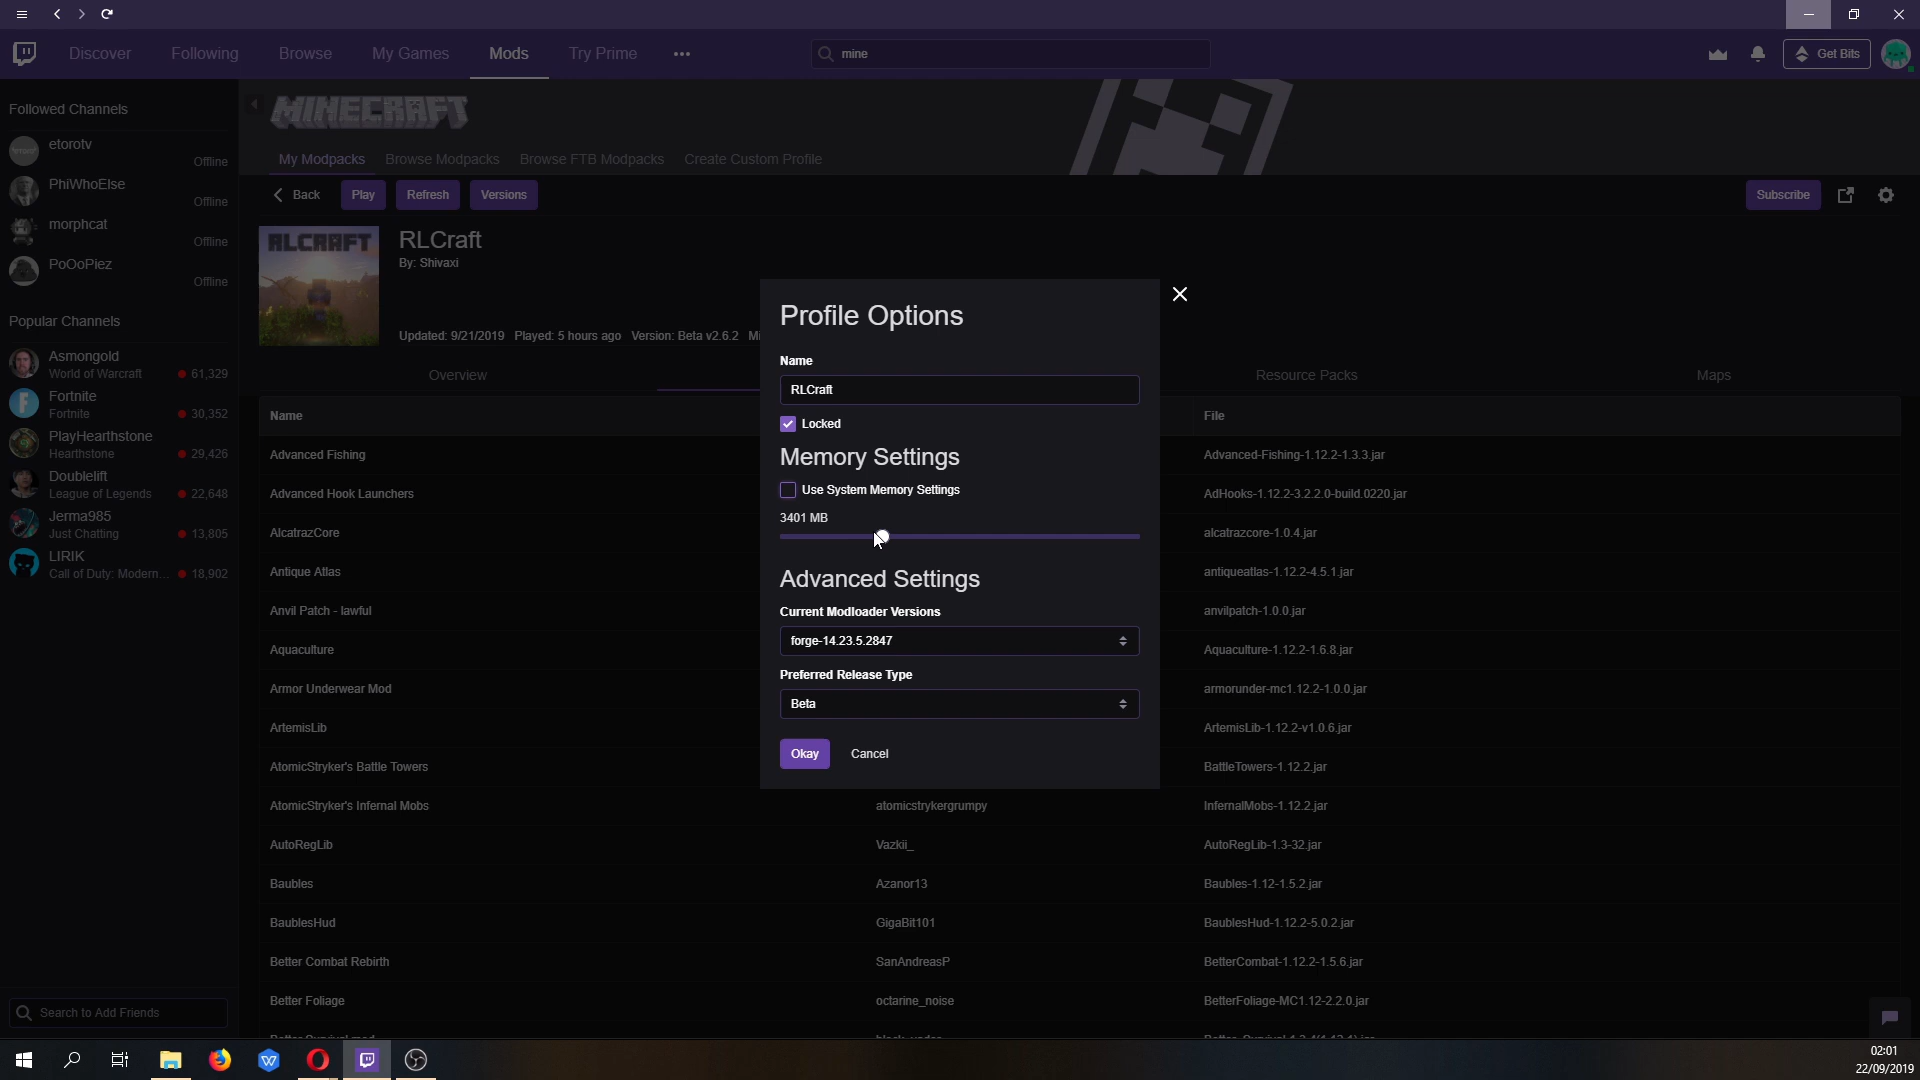 Discover
Following
Browse
My Games
Mods
Try Prime
mine
Get Bits
Followed Channels
etorotv
Offline
PhiWhoElse
Offline
morphcat
Offline
PoOoPiez
Offline
Popular Channels
Asmongold
World of Warcraft
61,329
Fortnite
Fortnite
30,352
PlayHearthstone
Hearthstone
29,426
Doublelift
League of Legends
22,648
Jerma985
Just Chatting
13,805
LIRIK
Call of Duty: Modern...
18,902
Search to Add Friends
MINECRAFT
My Modpacks
Browse Modpacks
Browse FTB Modpacks
Create Custom Profile
Back
Play
Refresh
Versions
Subscribe
RLCRAFT
RLCraft
By: Shivaxi
Updated: 9/21/2019 Played: 5 hours ago Version: Beta v2.6.2 Mi
Overview
Resource Packs
Maps
Name
File
Advanced Fishing
Advanced-Fishing-1.12.2-1.3.3.jar
Advanced Hook Launchers
AdHooks-1.12.2-3.2.2.0-build.0220.jar
AlcatrazCore
alcatrazcore-1.0.4.jar
Antique Atlas
antiqueatlas-1.12.2-4.5.1.jar
Anvil Patch - lawful
anvilpatch-1.0.0.jar
Aquaculture
Aquaculture-1.12.2-1.6.8.jar
Armor Underwear Mod
armorunder-mc1.12.2-1.0.0.jar
ArtemisLib
ArtemisLib-1.12.2-v1.0.6.jar
AtomicStryker's Battle Towers
BattleTowers-1.12.2.jar
AtomicStryker's Infernal Mobs
atomicstrykergrumpy
InfernalMobs-1.12.2.jar
AutoRegLib
Vazkii_
AutoRegLib-1.3-32.jar
Baubles
Azanor13
Baubles-1.12-1.5.2.jar
BaublesHud
GigaBit101
BaublesHud-1.12.2-5.0.2.jar
Better Combat Rebirth
SanAndreasP
BetterCombat-1.12.2-1.5.6.jar
Better Foliage
octarine_noise
BetterFoliage-MC1.12-2.2.0.jar
Profile Options
Name
RLCraft
Locked
Memory Settings
Use System Memory Settings
3401 MB
Advanced Settings
Current Modloader Versions
forge-14.23.5.2847
Preferred Release Type
Beta
Okay
Cancel
02:01
22/09/2019